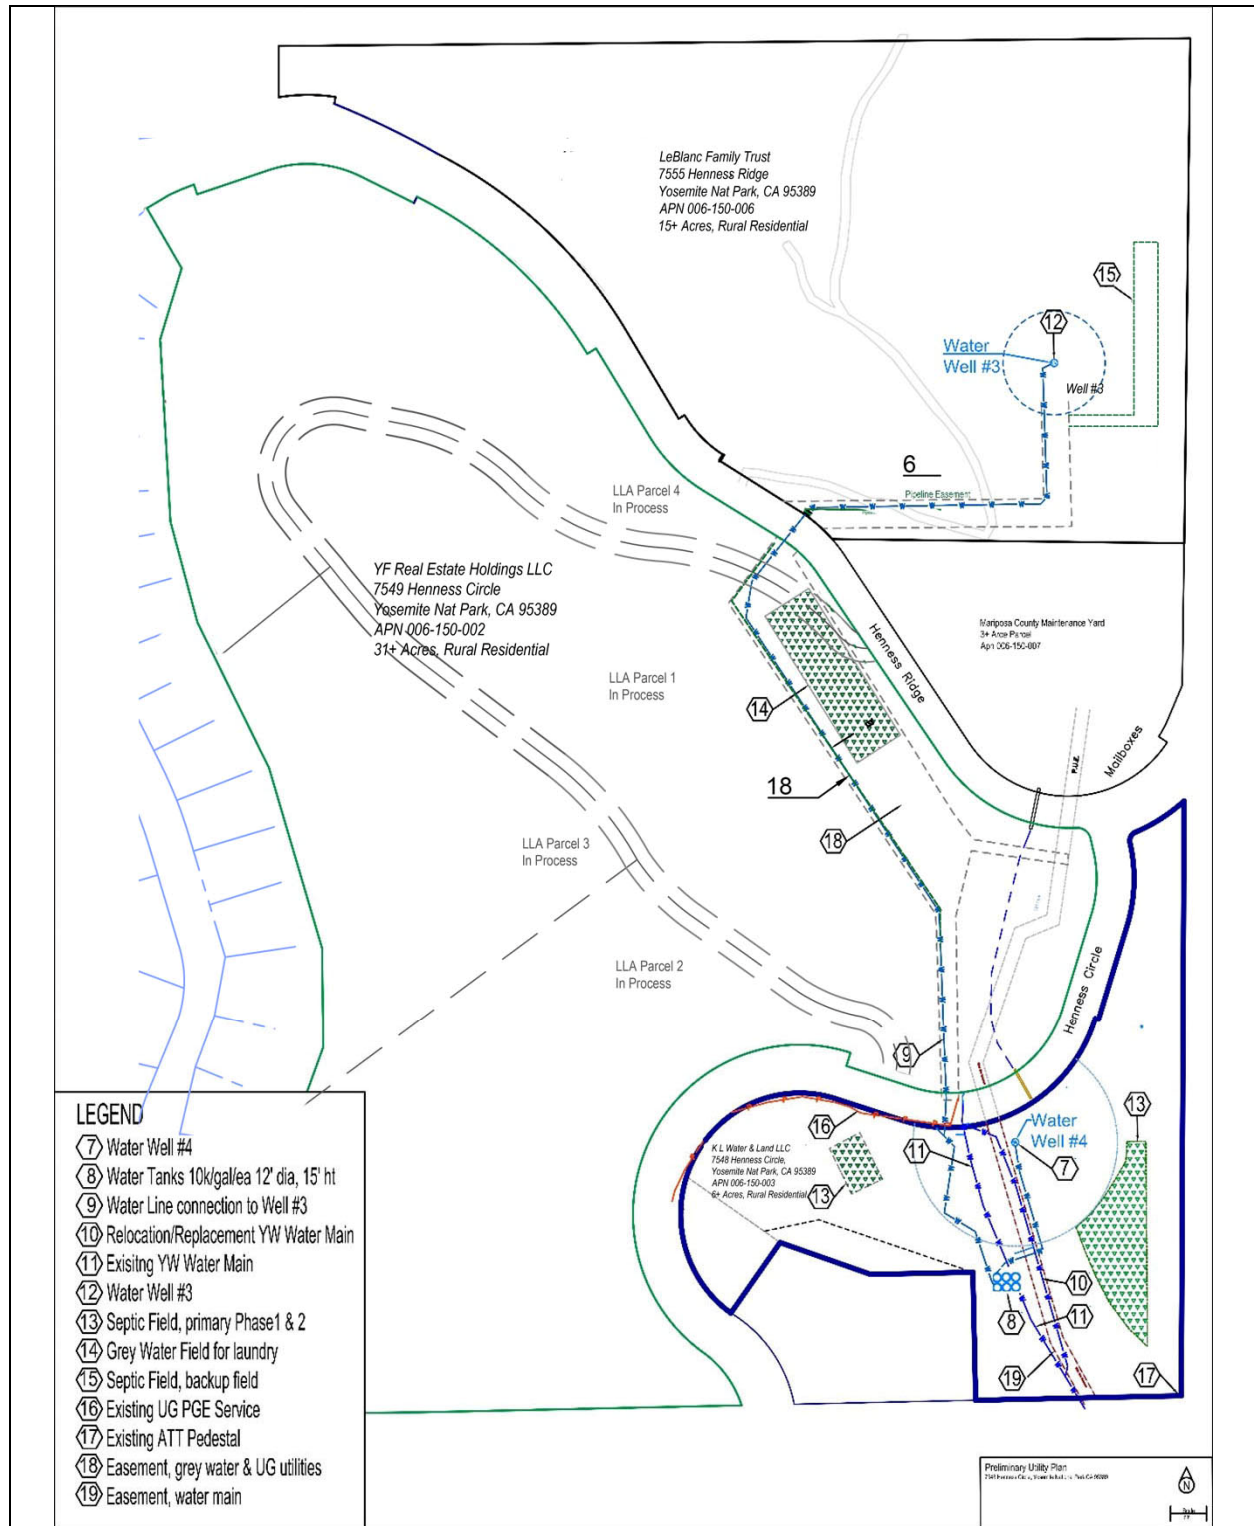 LeBlanc Family Trust
7555 Henness Ridge
Yosemite Nat Park, CA 95389
APN 006-150-006
15+ Acres, Rural Residential
15
12
Water
Well #3
Well #3
6
Pipeline Easement
LLA Parcel 4
In Process
YF Real Estate Holdings LLC
7549 Henness Circle
Yosemite Nat Park, CA 95389
APN 006-150-002
31+ Acres, Rural Residential
Mariposa County Maintenance Yard
3+ Arce Parcel
Apn 006-150-007
Henness Ridge
LLA Parcel 1
In Process
14
18
18
Mailboxes
P.U.E.
LLA Parcel 3
In Process
LLA Parcel 2
In Process
Henness Circle
9
16
11
Water
Well #4
7
13
K L Water & Land LLC
7548 Henness Circle,
Yosemite Nat Park, CA 95389
APN 006-150-003
6+ Acres, Rural Residential
13
10
8
11
19
17
LEGEND
7 Water Well #4
8 Water Tanks 10k/gal/ea 12' dia, 15' ht
9 Water Line connection to Well #3
10 Relocation/Replacement YW Water Main
11 Exisitng YW Water Main
12 Water Well #3
13 Septic Field, primary Phase1 & 2
14 Grey Water Field for laundry
15 Septic Field, backup field
16 Existing UG PGE Service
17 Existing ATT Pedestal
18 Easement, grey water & UG utilities
19 Easement, water main
Preliminary Utility Plan
N